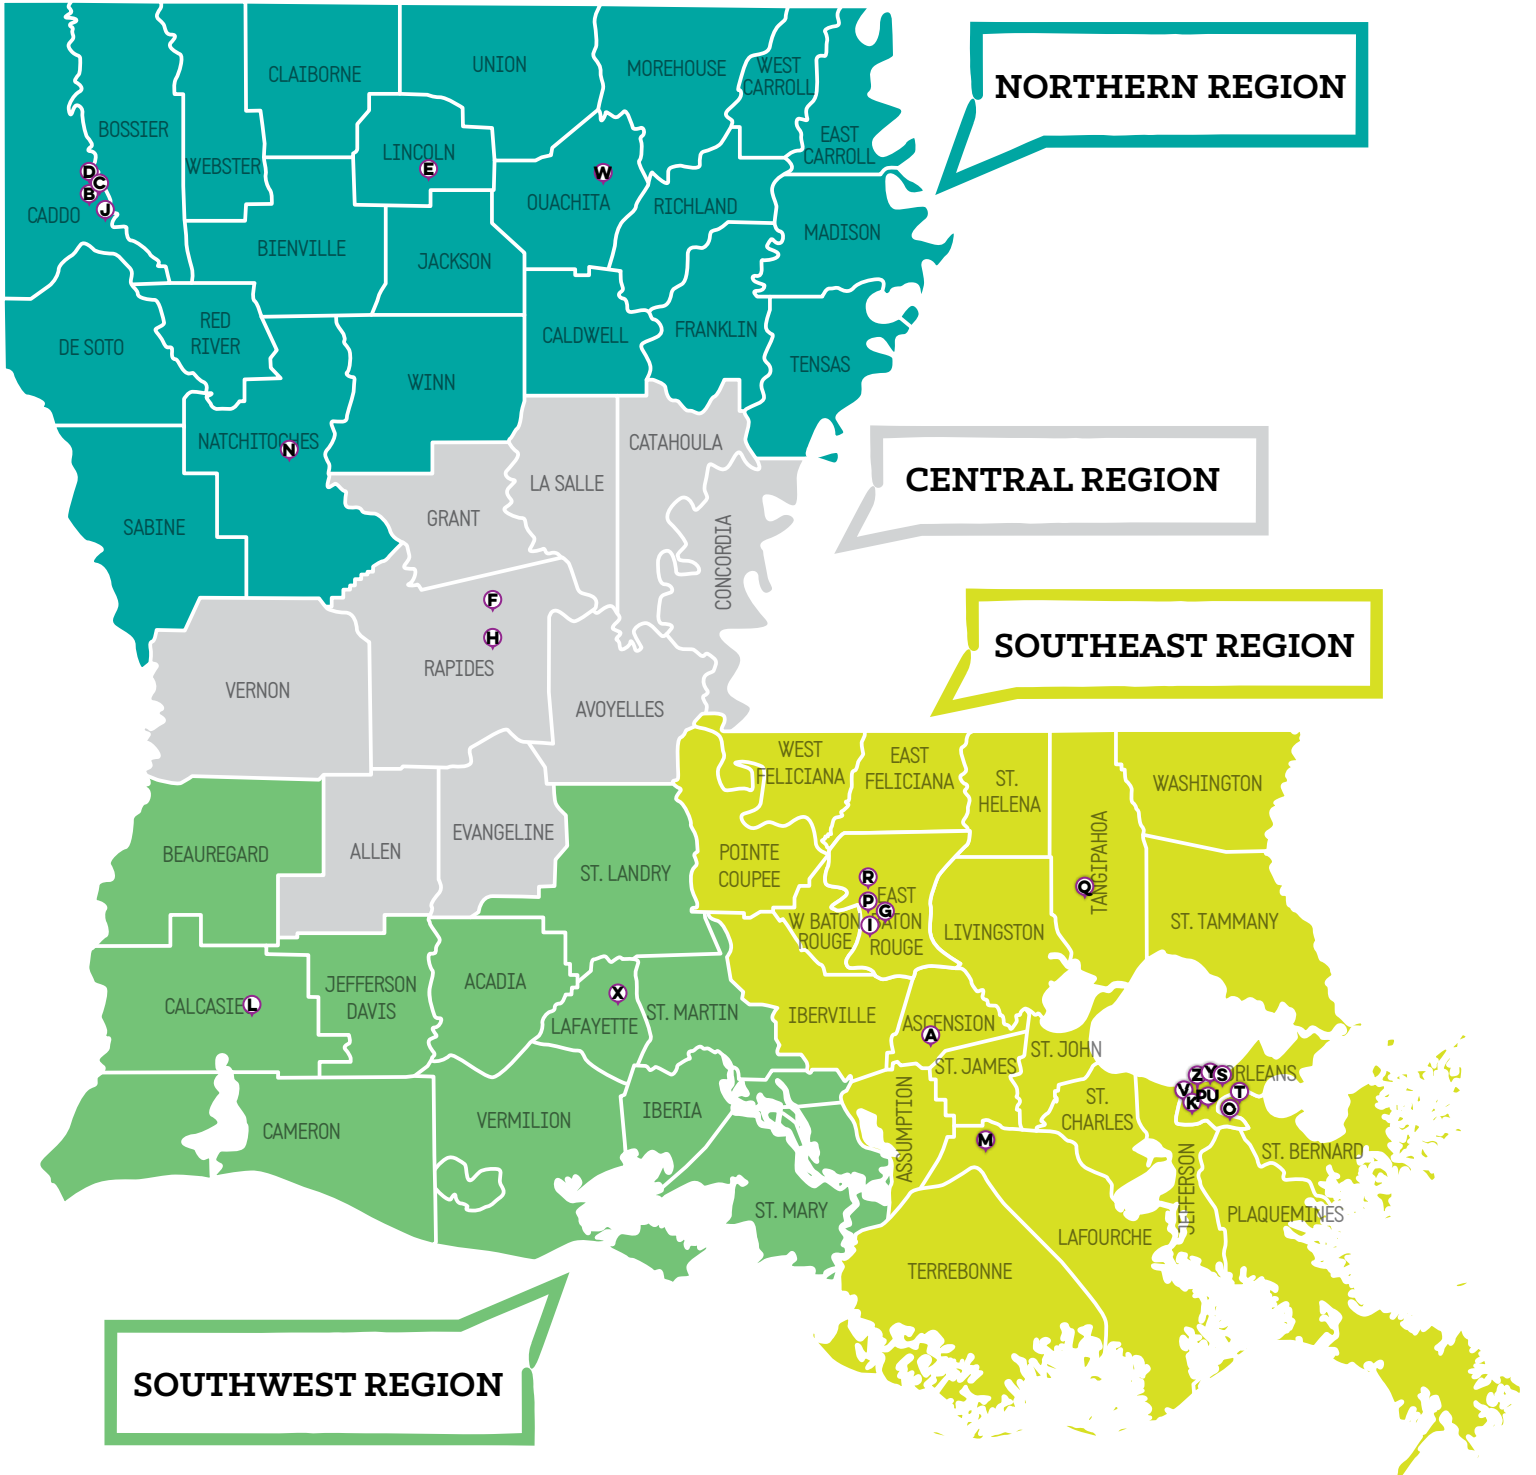 NORTHERN REGION
CLAIBORNE
UNION
MOREHOUSE
WEST
CARROLL
BOSSIER
WEBSTER
LINCOLN
EAST
CARROLL
D
C
B
J
E
W
CADDO
OUACHITA
RICHLAND
MADISON
BIENVILLE
JACKSON
RED
RIVER
DE SOTO
CALDWELL
FRANKLIN
TENSAS
WINN
NATCHITOCHES
N
SABINE
CENTRAL REGION
CATAHOULA
LA SALLE
GRANT
CONCORDIA
F
H
RAPIDES
VERNON
AVOYELLES
EVANGELINE
ALLEN
SOUTHEAST REGION
WEST
FELICIANA
EAST
FELICIANA
ST.
HELENA
TANGIPAHOA
WASHINGTON
POINTE
COUPEE
R
P
G
I
Q
EAST
ATON
ROUGE
W BATON
ROUGE
LIVINGSTON
ST. TAMMANY
BEAUREGARD
ST. LANDRY
CALCASIE
L
JEFFERSON
DAVIS
ACADIA
X
LAFAYETTE
ST. MARTIN
IBERVILLE
ASCENSION
A
ST. JAMES
ST. JOHN
Z
Y
S
RLEANS
V
K
P
U
T
O
ST.
CHARLES
ASSUMPTION
M
JEFFERSON
ST. BERNARD
PLAQUEMINES
LAFOURCHE
TERREBONNE
CAMERON
VERMILION
IBERIA
ST. MARY
SOUTHWEST REGION